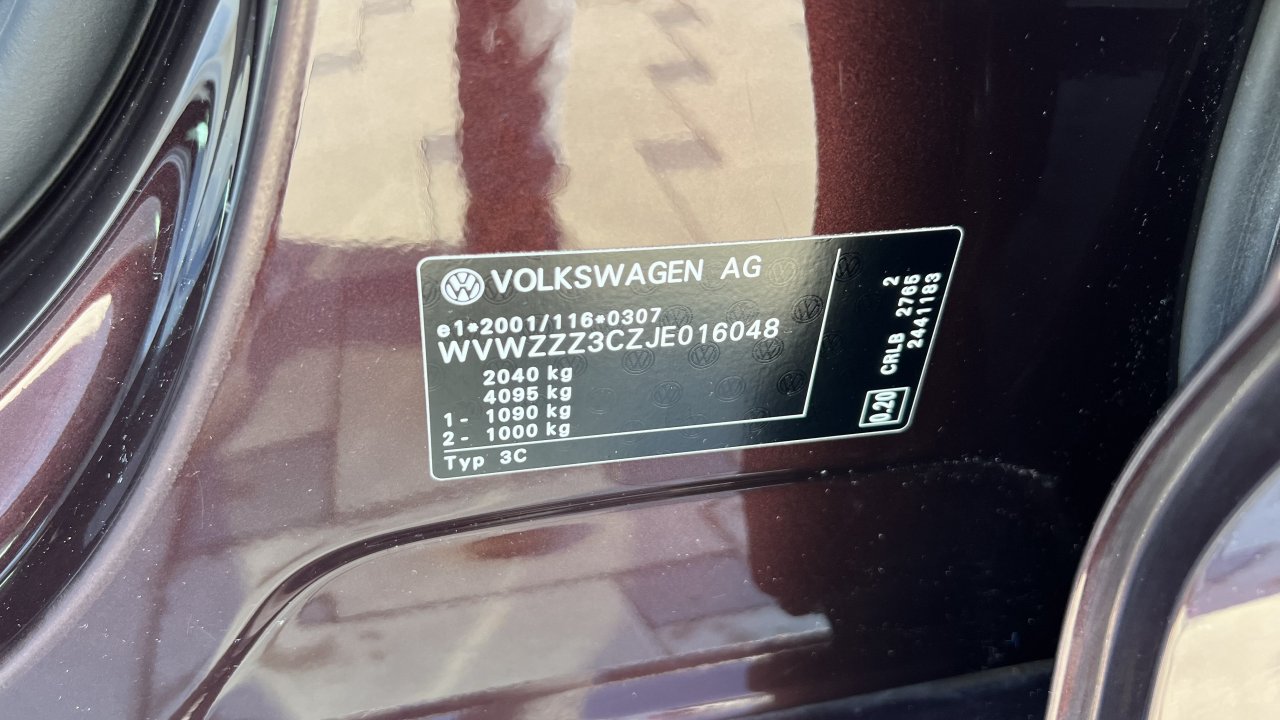 VOLKSWAGEN AG
e1*2001/116*0307
WVWZZZ3CZJE016048
2040 kg
4095 kg
1- 1090 kg
2- 1000 kg
Typ 3C
0.20
CRLB 2765 2
2441183